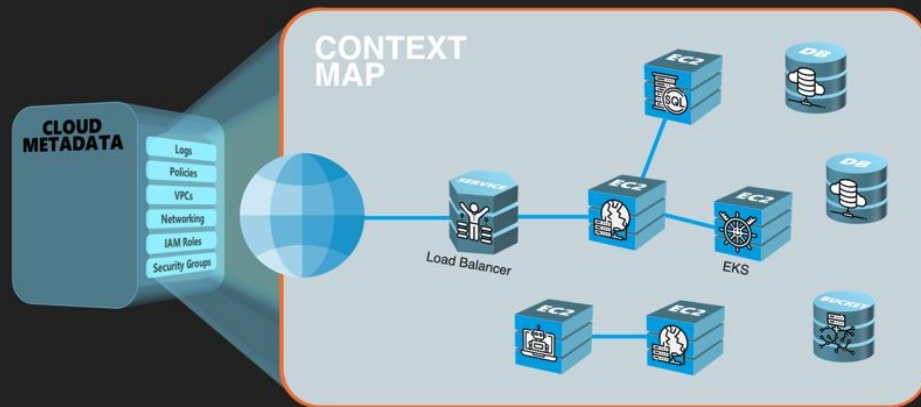 CONTEXT
MAP
CLOUD
METADATA
Logs
Policies
VPCs
Networking
IAM Roles
Security Groups
EC2
SQL
DB
SERVICE
Load Balancer
EC2
EC2
EKS
DB
EC2
EC2
BUCKET